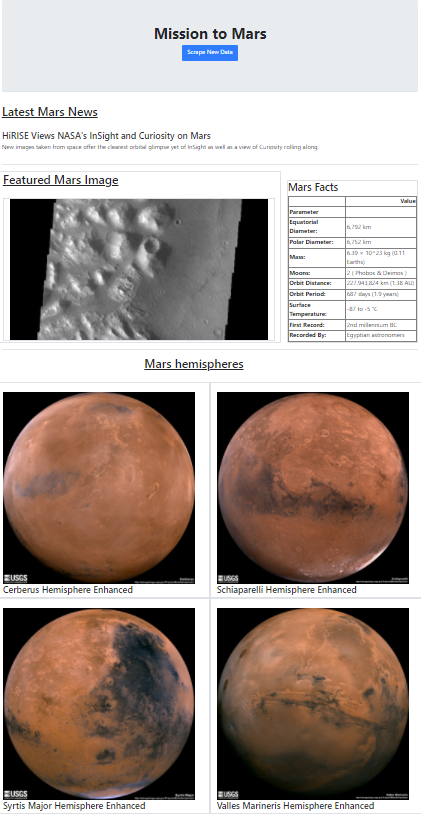 Mission to Mars
Scrape New Data
Latest Mars News
HiRISE Views NASA's InSight and Curiosity on Mars
New images taken from space offer the clearest orbital glimpse yet of InSight as well as a view of Curiosity rolling along.
Featured Mars Image
Mars Facts
Value
Parameter
Equatorial Diameter: 6,792 km
Polar Diameter: 6,752 km
Mass: 6.39 × 10^23 kg (0.11 Earths)
Moons: 2 ( Phobos & Deimos )
Orbit Distance: 227,943,824 km (1.38 AU)
Orbit Period: 687 days (1.9 years)
Surface Temperature: -87 to -5 °C
First Record: 2nd millennium BC
Recorded By: Egyptian astronomers
Mars hemispheres
USGS
Cerberus Hemisphere Enhanced
USGS
Schiaparelli Hemisphere Enhanced
USGS
Syrtis Major
Syrtis Major Hemisphere Enhanced
USGS
Valles Marineris
Valles Marineris Hemisphere Enhanced